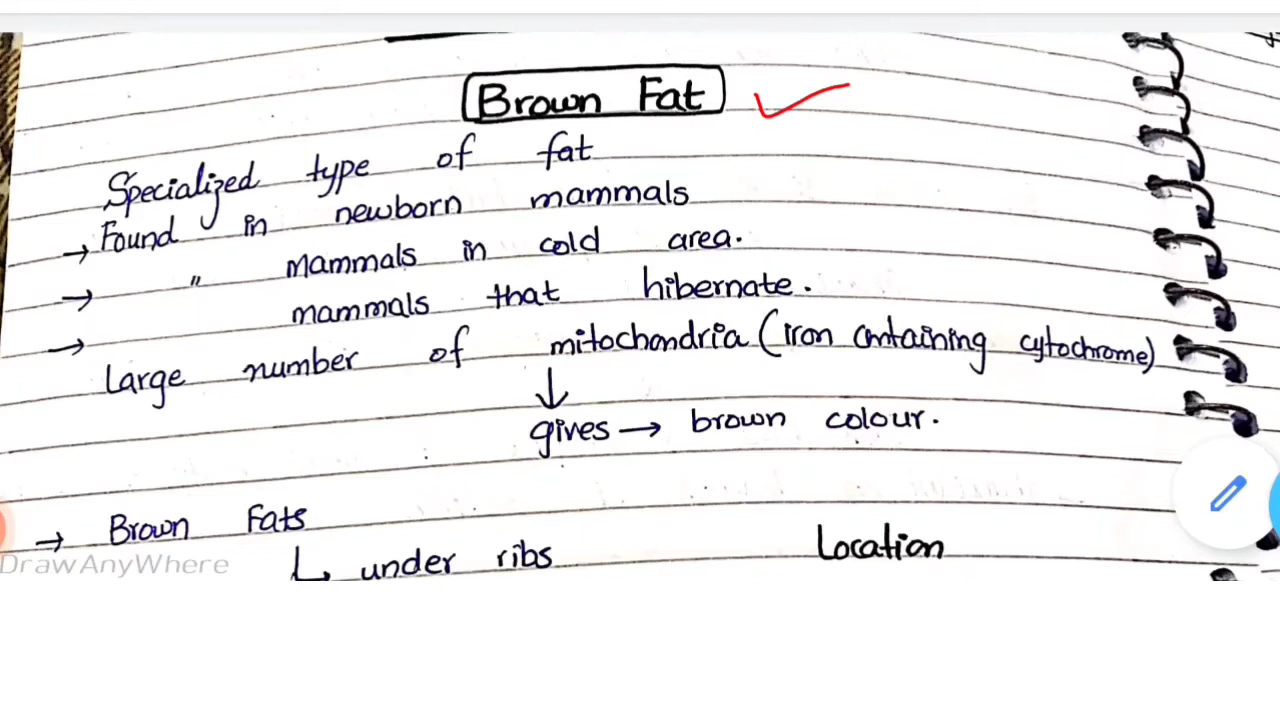 Brown Fat
Specialized type of fat
→ Found in newborn mammals
→ " mammals in cold area.
→ mammals that hibernate.
Large number of mitochondria (iron containing cytochrome)
↓
gives → brown colour.
→ Brown Fats
↳ under ribs Location
DrawAnyWhere